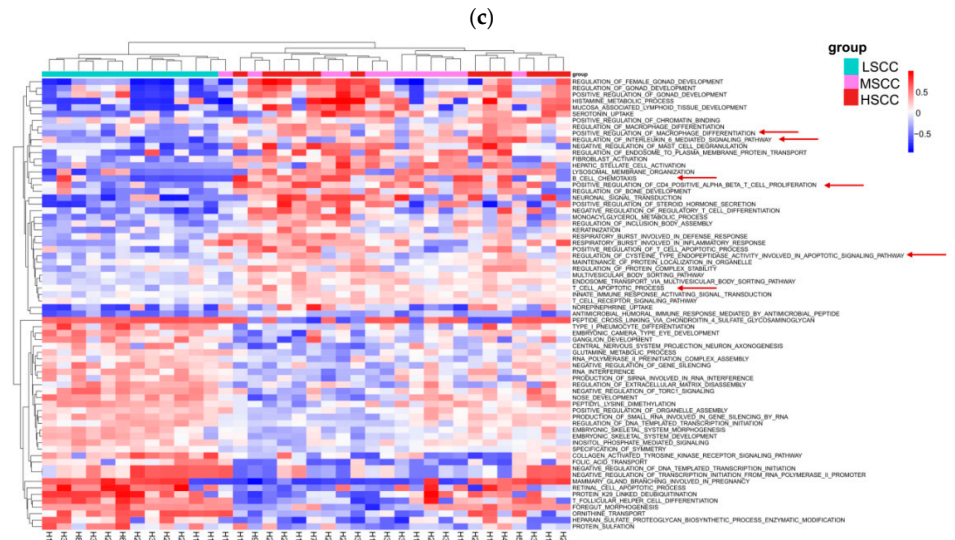 (c)
group
LSCC
MSCC
HSCC
0.5
0
−0.5
group
REGULATION_OF_FEMALE_GONAD_DEVELOPMENT
REGULATION_OF_GONAD_DEVELOPMENT
POSITIVE_REGULATION_OF_GONAD_DEVELOPMENT
HISTAMINE_METABOLIC_PROCESS
MUCOSA_ASSOCIATED_LYMPHOID_TISSUE_DEVELOPMENT
SEROTONIN_UPTAKE
POSITIVE_REGULATION_OF_CHROMATIN_BINDING
REGULATION_OF_MACROPHAGE_DIFFERENTIATION
POSITIVE_REGULATION_OF_MACROPHAGE_DIFFERENTIATION
REGULATION_OF_INTERLEUKIN_6_MEDIATED_SIGNALING_PATHWAY
NEGATIVE_REGULATION_OF_MAST_CELL_DEGRANULATION
REGULATION_OF_ENDOSOME_TO_PLASMA_MEMBRANE_PROTEIN_TRANSPORT
FIBROBLAST_ACTIVATION
HEPATIC_STELLATE_CELL_ACTIVATION
LYSOSOMAL_MEMBRANE_ORGANIZATION
B_CELL_CHEMOTAXIS
POSITIVE_REGULATION_OF_CD4_POSITIVE_ALPHA_BETA_T_CELL_PROLIFERATION
REGULATION_OF_BONE_DEVELOPMENT
NEURONAL_SIGNAL_TRANSDUCTION
POSITIVE_REGULATION_OF_STEROID_HORMONE_SECRETION
NEGATIVE_REGULATION_OF_REGULATORY_T_CELL_DIFFERENTIATION
MONOACYLGLYCEROL_METABOLIC_PROCESS
REGULATION_OF_INCLUSION_BODY_ASSEMBLY
KERATINIZATION
RESPIRATORY_BURST_INVOLVED_IN_DEFENSE_RESPONSE
RESPIRATORY_BURST_INVOLVED_IN_INFLAMMATORY_RESPONSE
POSITIVE_REGULATION_OF_T_CELL_APOPTOTIC_PROCESS
REGULATION_OF_CYSTEINE_TYPE_ENDOPEPTIDASE_ACTIVITY_INVOLVED_IN_APOPTOTIC_SIGNALING_PATHWAY
MAINTENANCE_OF_PROTEIN_LOCALIZATION_IN_ORGANELLE
REGULATION_OF_PROTEIN_COMPLEX_STABILITY
MULTIVESICULAR_BODY_SORTING_PATHWAY
ENDOSOME_TRANSPORT_VIA_MULTIVESICULAR_BODY_SORTING_PATHWAY
T_CELL_APOPTOTIC_PROCESS
INNATE_IMMUNE_RESPONSE_ACTIVATING_SIGNAL_TRANSDUCTION
T_CELL_RECEPTOR_SIGNALING_PATHWAY
NOREPINEPHRINE_UPTAKE
ANTIMICROBIAL_HUMORAL_IMMUNE_RESPONSE_MEDIATED_BY_ANTIMICROBIAL_PEPTIDE
PEPTIDE_CROSS_LINKING_VIA_CHONDROITIN_4_SULFATE_GLYCOSAMINOGLYCAN
TYPE_I_PNEUMOCYTE_DIFFERENTIATION
EMBRYONIC_CAMERA_TYPE_EYE_DEVELOPMENT
GANGLION_DEVELOPMENT
CENTRAL_NERVOUS_SYSTEM_PROJECTION_NEURON_AXONOGENESIS
GLUTAMINE_METABOLIC_PROCESS
RNA_POLYMERASE_II_PREINITIATION_COMPLEX_ASSEMBLY
NEGATIVE_REGULATION_OF_GENE_SILENCING
RNA_INTERFERENCE
PRODUCTION_OF_SIRNA_INVOLVED_IN_RNA_INTERFERENCE
REGULATION_OF_EXTRACELLULAR_MATRIX_DISASSEMBLY
NEGATIVE_REGULATION_OF_TORC1_SIGNALING
NOSE_DEVELOPMENT
PEPTIDYL_LYSINE_DIMETHYLATION
POSITIVE_REGULATION_OF_ORGANELLE_ASSEMBLY
PRODUCTION_OF_SMALL_RNA_INVOLVED_IN_GENE_SILENCING_BY_RNA
REGULATION_OF_DNA_TEMPLATED_TRANSCRIPTION_INITIATION
EMBRYONIC_SKELETAL_SYSTEM_MORPHOGENESIS
EMBRYONIC_SKELETAL_SYSTEM_DEVELOPMENT
INOSITOL_PHOSPHATE_MEDIATED_SIGNALING
SPECIFICATION_OF_SYMMETRY
COLLAGEN_ACTIVATED_TYROSINE_KINASE_RECEPTOR_SIGNALING_PATHWAY
FOLIC_ACID_TRANSPORT
NEGATIVE_REGULATION_OF_DNA_TEMPLATED_TRANSCRIPTION_INITIATION
NEGATIVE_REGULATION_OF_TRANSCRIPTION_INITIATION_FROM_RNA_POLYMERASE_II_PROMOTER
MAMMARY_GLAND_BRANCHING_INVOLVED_IN_PREGNANCY
RETINAL_CELL_APOPTOTIC_PROCESS
PROTEIN_K29_LINKED_DEUBIQUITINATION
T_FOLLICULAR_HELPER_CELL_DIFFERENTIATION
FOREGUT_MORPHOGENESIS
ORNITHINE_TRANSPORT
HEPARAN_SULFATE_PROTEOGLYCAN_BIOSYNTHETIC_PROCESS_ENZYMATIC_MODIFICATION
PROTEIN_SULFATION